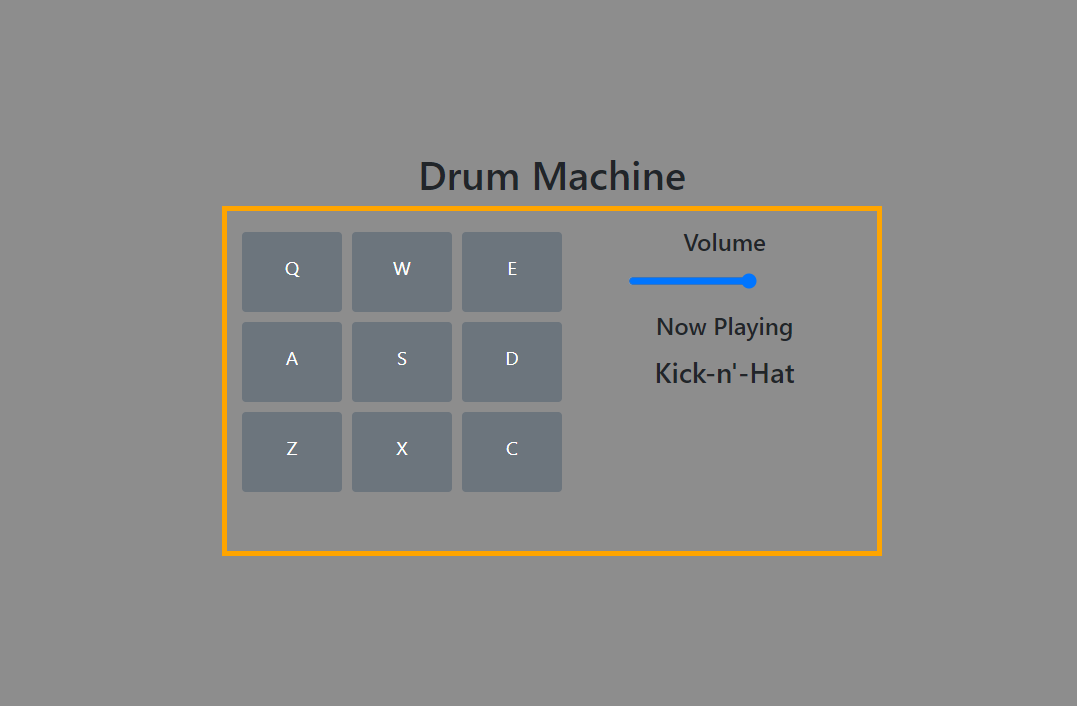 Drum Machine
Q W E
A S D
Z X C
Volume
Now Playing
Kick-n'-Hat